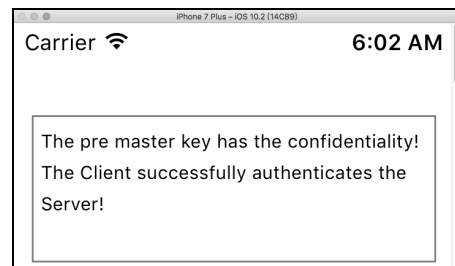 iPhone 7 Plus – iOS 10.2 (14C89)
Carrier 6:02 AM
The pre master key has the confidentiality!
The Client successfully authenticates the
Server!